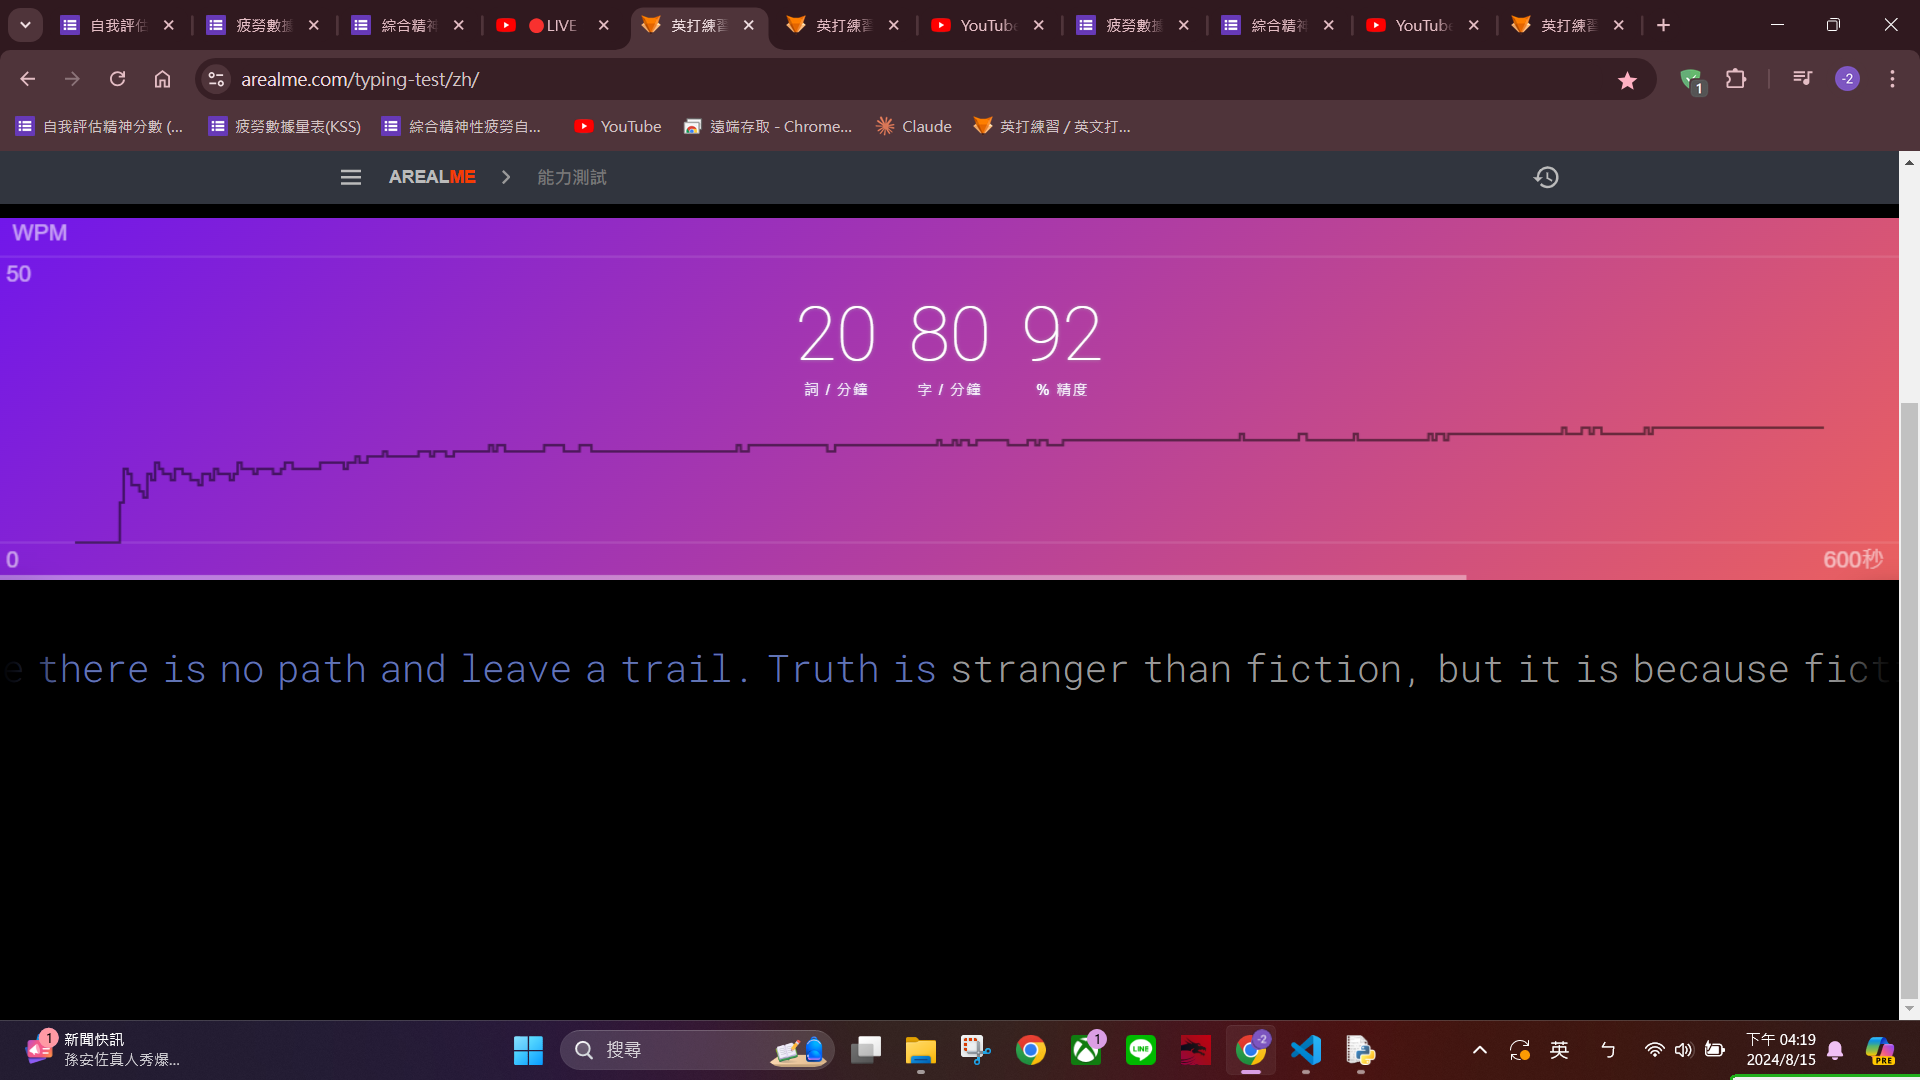 自我評估
疲勞數據
綜合精神
LIVE
英打練習
英打練習
YouTube
疲勞數據
綜合精神
YouTube
英打練習
arealme.com/typing-test/zh/
1
-2
自我評估精神分數 (...
疲勞數據量表(KSS)
綜合精神性疲勞自...
YouTube
遠端存取 - Chrome...
Claude
英打練習 / 英文打...
AREALME
能力測試
WPM
50
20 80 92
詞 / 分鐘
字 / 分鐘
% 精度
0
600秒
e there is no path and leave a trail. Truth is stranger than fiction, but it is because fict
1
新聞快訊
孫安佐真人秀爆...
搜尋
1
LINE
-2
英
ㄅ
下午 04:19
2024/8/15
PRE